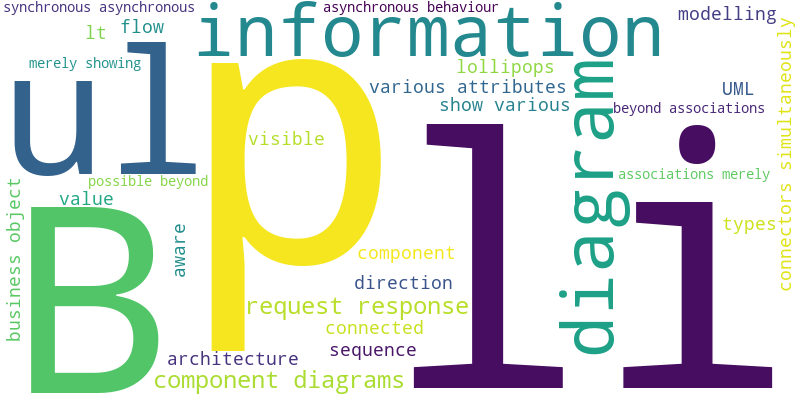 synchronous asynchronous
asynchronous behaviour
information
modelling
lt
flow
connectors simultaneously
merely showing
ul
p
lollipops
diagram
various attributes
UML
show various
beyond associations
li
visible
possible beyond
associations merely
business object
value
B
aware
types
component
direction
request response
connected
sequence
architecture
component diagrams